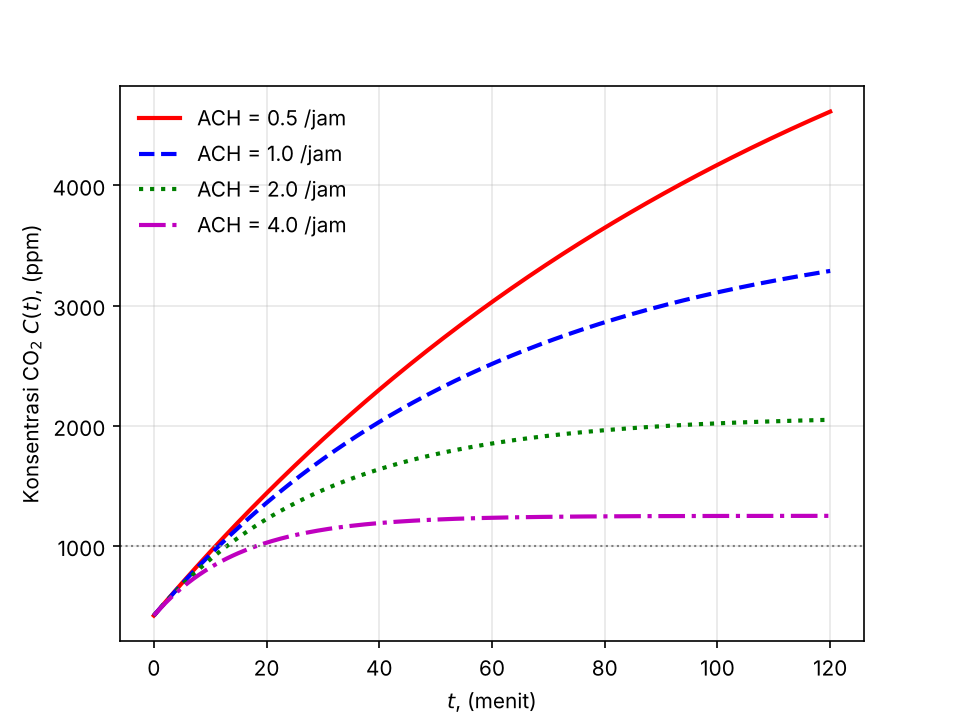 ACH = 0.5 /jam
ACH = 1.0 /jam
ACH = 2.0 /jam
ACH = 4.0 /jam
Konsentrasi CO₂ C(t), (ppm)
4000
3000
2000
1000
0 20 40 60 80 100 120
t, (menit)